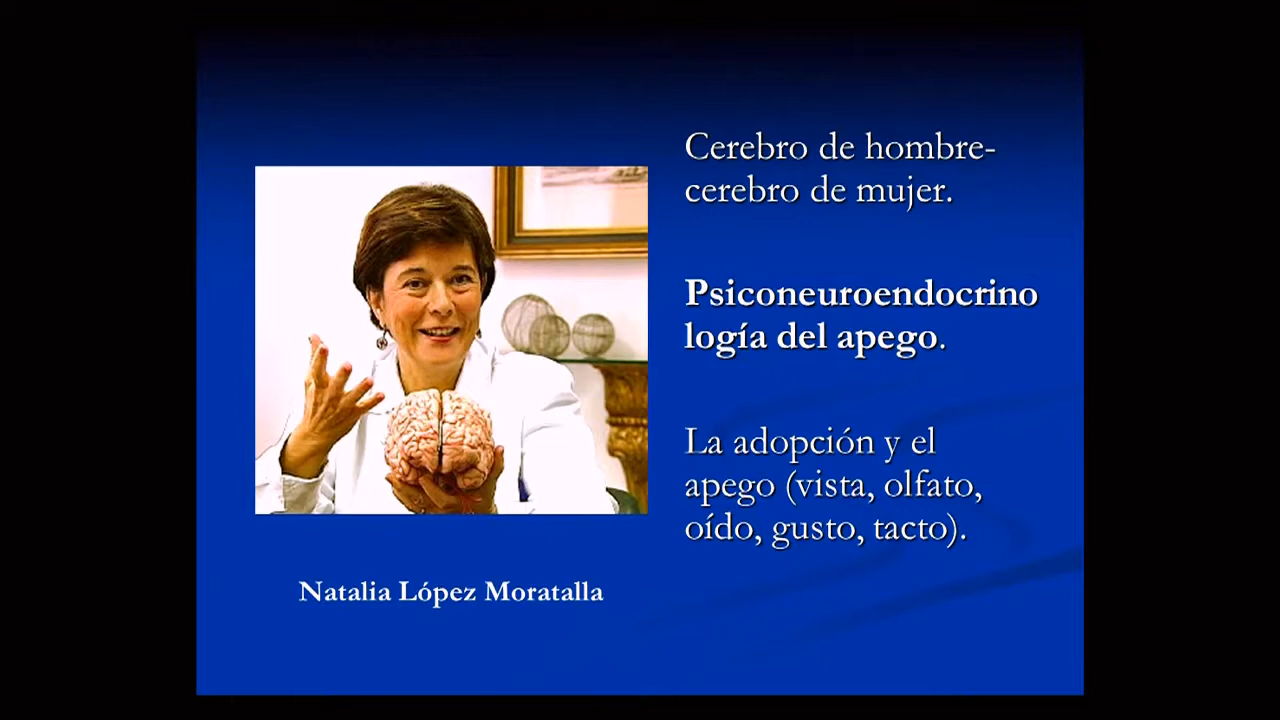 Cerebro de hombre-
cerebro de mujer.
Psiconeuroendocrino
logía del apego.
La adopción y el
apego (vista, olfato,
oído, gusto, tacto).
Natalia López Moratalla